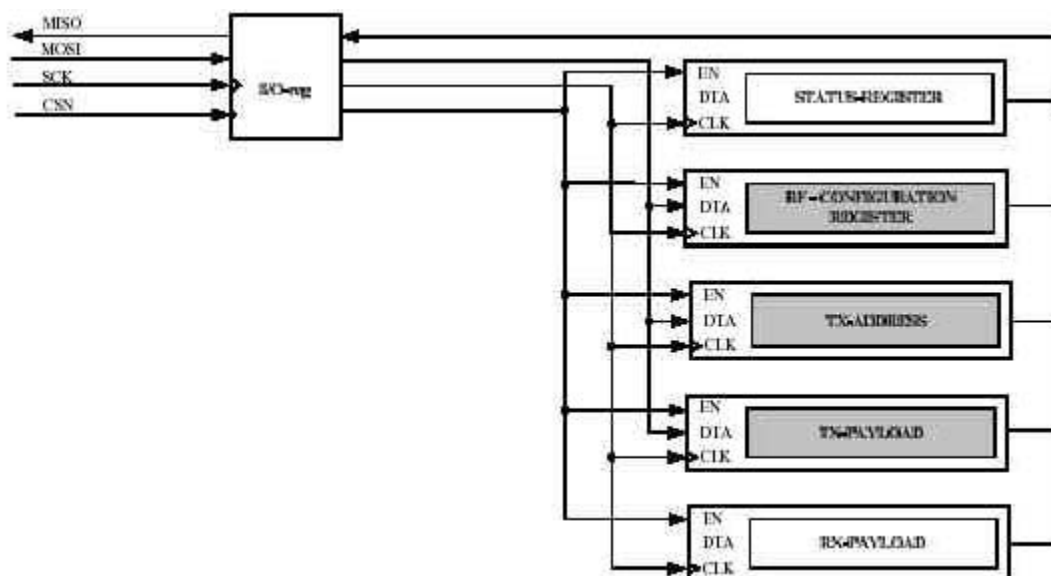 MISO
MOSI
SCK
CSN
I/O-reg
EN
DTA
CLK
STATUS-REGISTER
EN
DTA
CLK
RF-CONFIGURATION
REGISTER
EN
DTA
CLK
TX-ADDRESS
EN
DTA
CLK
TX-PAYLOAD
EN
DTA
CLK
RX-PAYLOAD